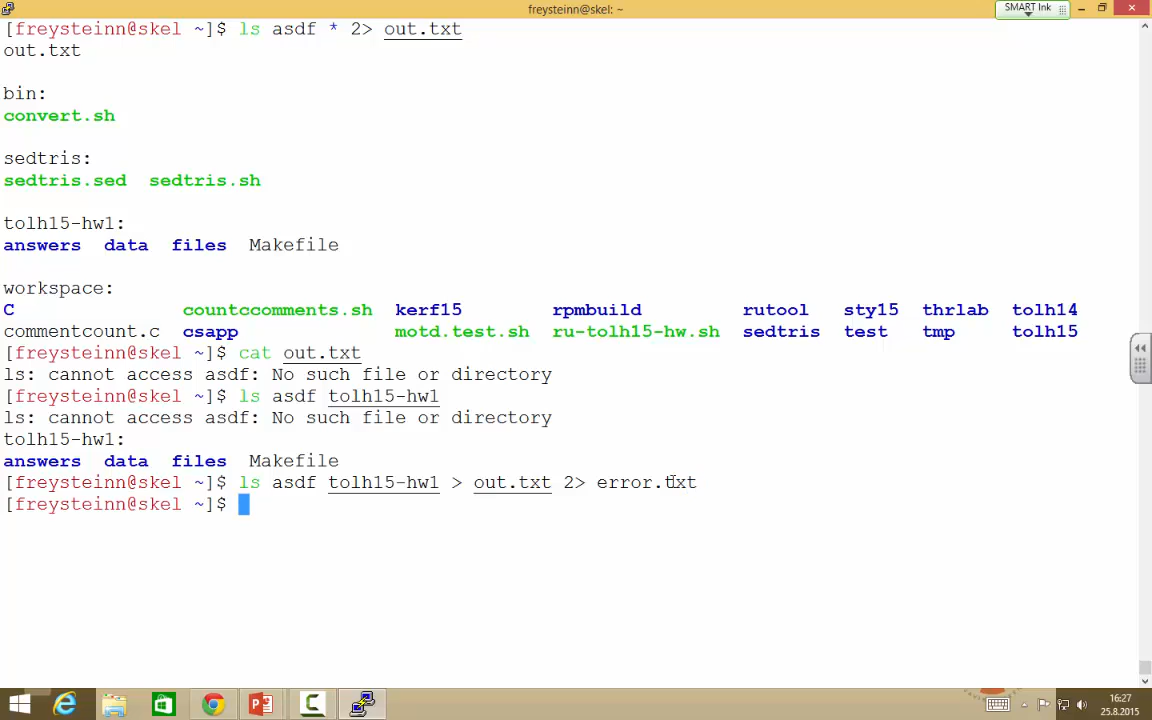 freysteinn@skel: ~
SMART Ink
[freysteinn@skel ~]$ ls asdf * 2> out.txt
out.txt
bin:
convert.sh
sedtris:
sedtris.sed sedtris.sh
tolh15-hw1:
answers data files Makefile
workspace:
C countccomments.sh kerf15 rpmbuild rutool sty15 thrlab tolh14
commentcount.c csapp motd.test.sh ru-tolh15-hw.sh sedtris test tmp tolh15
[freysteinn@skel ~]$ cat out.txt
ls: cannot access asdf: No such file or directory
[freysteinn@skel ~]$ ls asdf tolh15-hw1
ls: cannot access asdf: No such file or directory
tolh15-hw1:
answers data files Makefile
[freysteinn@skel ~]$ ls asdf tolh15-hw1 > out.txt 2> error.txt
[freysteinn@skel ~]$
16:27
25.8.2015